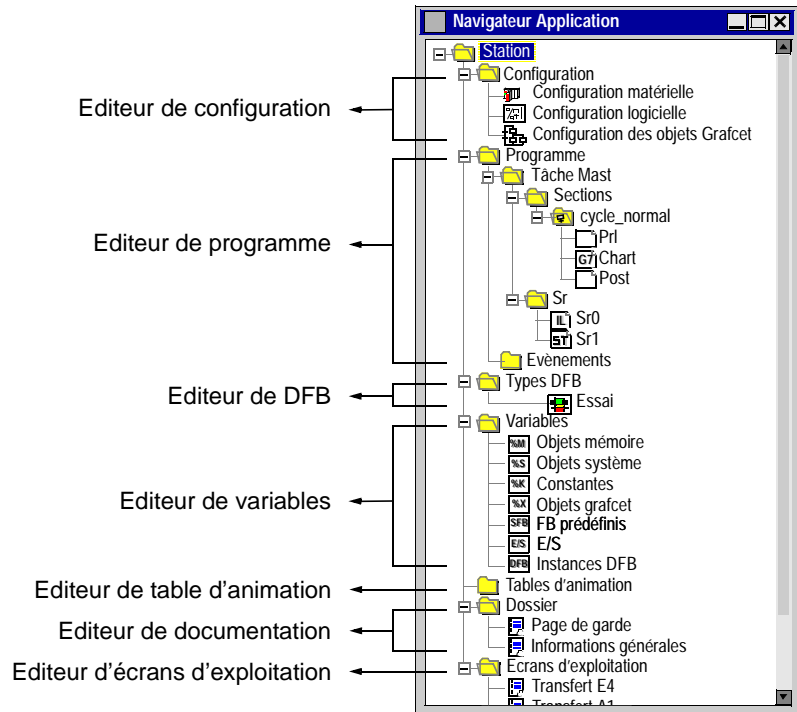 Navigateur Application
Station
Configuration
Configuration matérielle
Editeur de configuration
Configuration logicielle
Configuration des objets Grafcet
Programme
Tâche Mast
Sections
cycle_normal
Editeur de programme
Prl
G7 Chart
Post
Sr
IL Sr0
ST Sr1
Evènements
Types DFB
Editeur de DFB
Essai
Variables
%M Objets mémoire
%S Objets système
%K Constantes
Editeur de variables
%X Objets grafcet
SFB FB prédéfinis
E/S E/S
DFB Instances DFB
Editeur de table d'animation
Tables d'animation
Dossier
Editeur de documentation
Page de garde
Informations générales
Editeur d'écrans d'exploitation
Ecrans d'exploitation
Transfert E4
Transfert A1